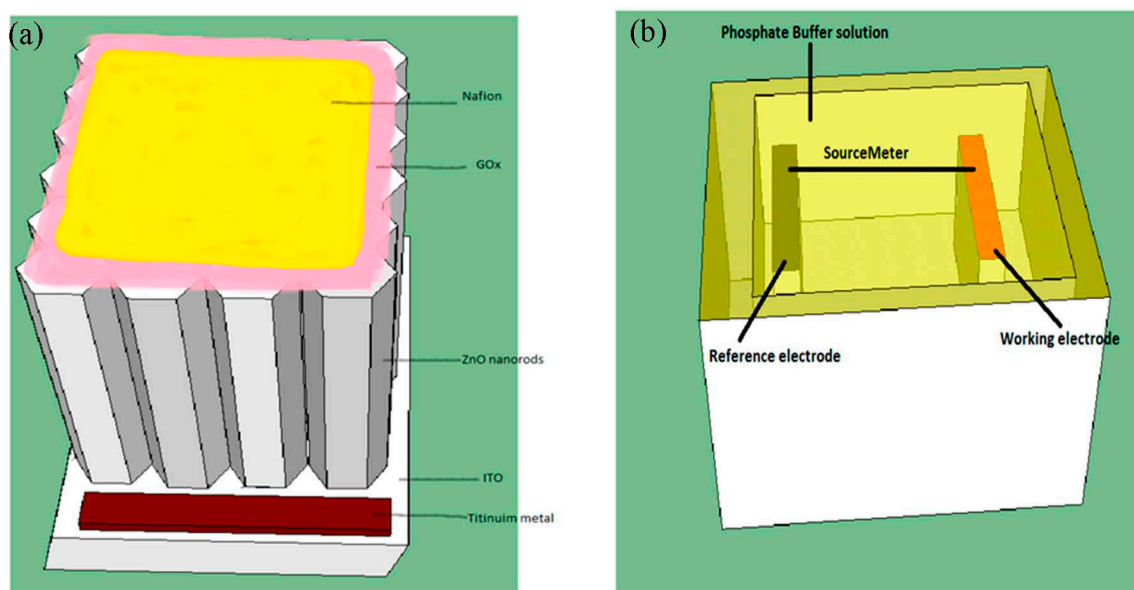 (a)
Nafion
GOx
ZnO nanorods
ITO
Titinuim metal
(b)
Phosphate Buffer solution
SourceMeter
Reference electrode
Working electrode